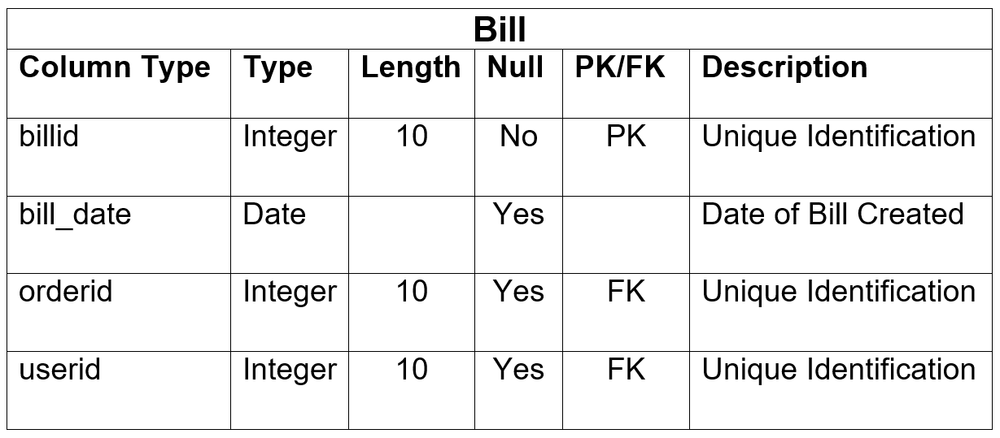 Bill
Column Type Type Length Null PK/FK Description
billid Integer 10 No PK Unique Identification
bill_date Date Yes Date of Bill Created
orderid Integer 10 Yes FK Unique Identification
userid Integer 10 Yes FK Unique Identification